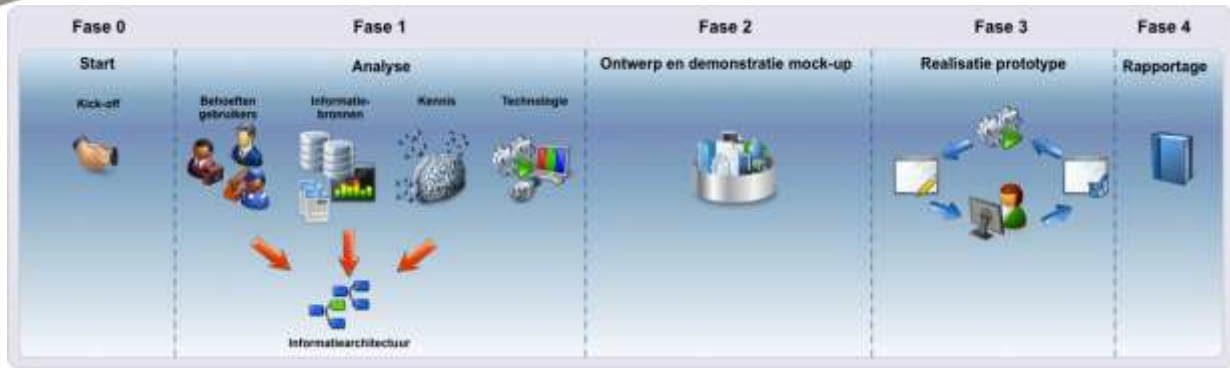 Fase 0
Fase 1
Fase 2
Fase 3
Fase 4
Start
Analyse
Ontwerp en demonstratie mock-up
Realisatie prototype
Rapportage
Kick-off
Behoeften
gebruikers
Informatie-
bronnen
Kennis
Technologie
Informatiearchitectuur